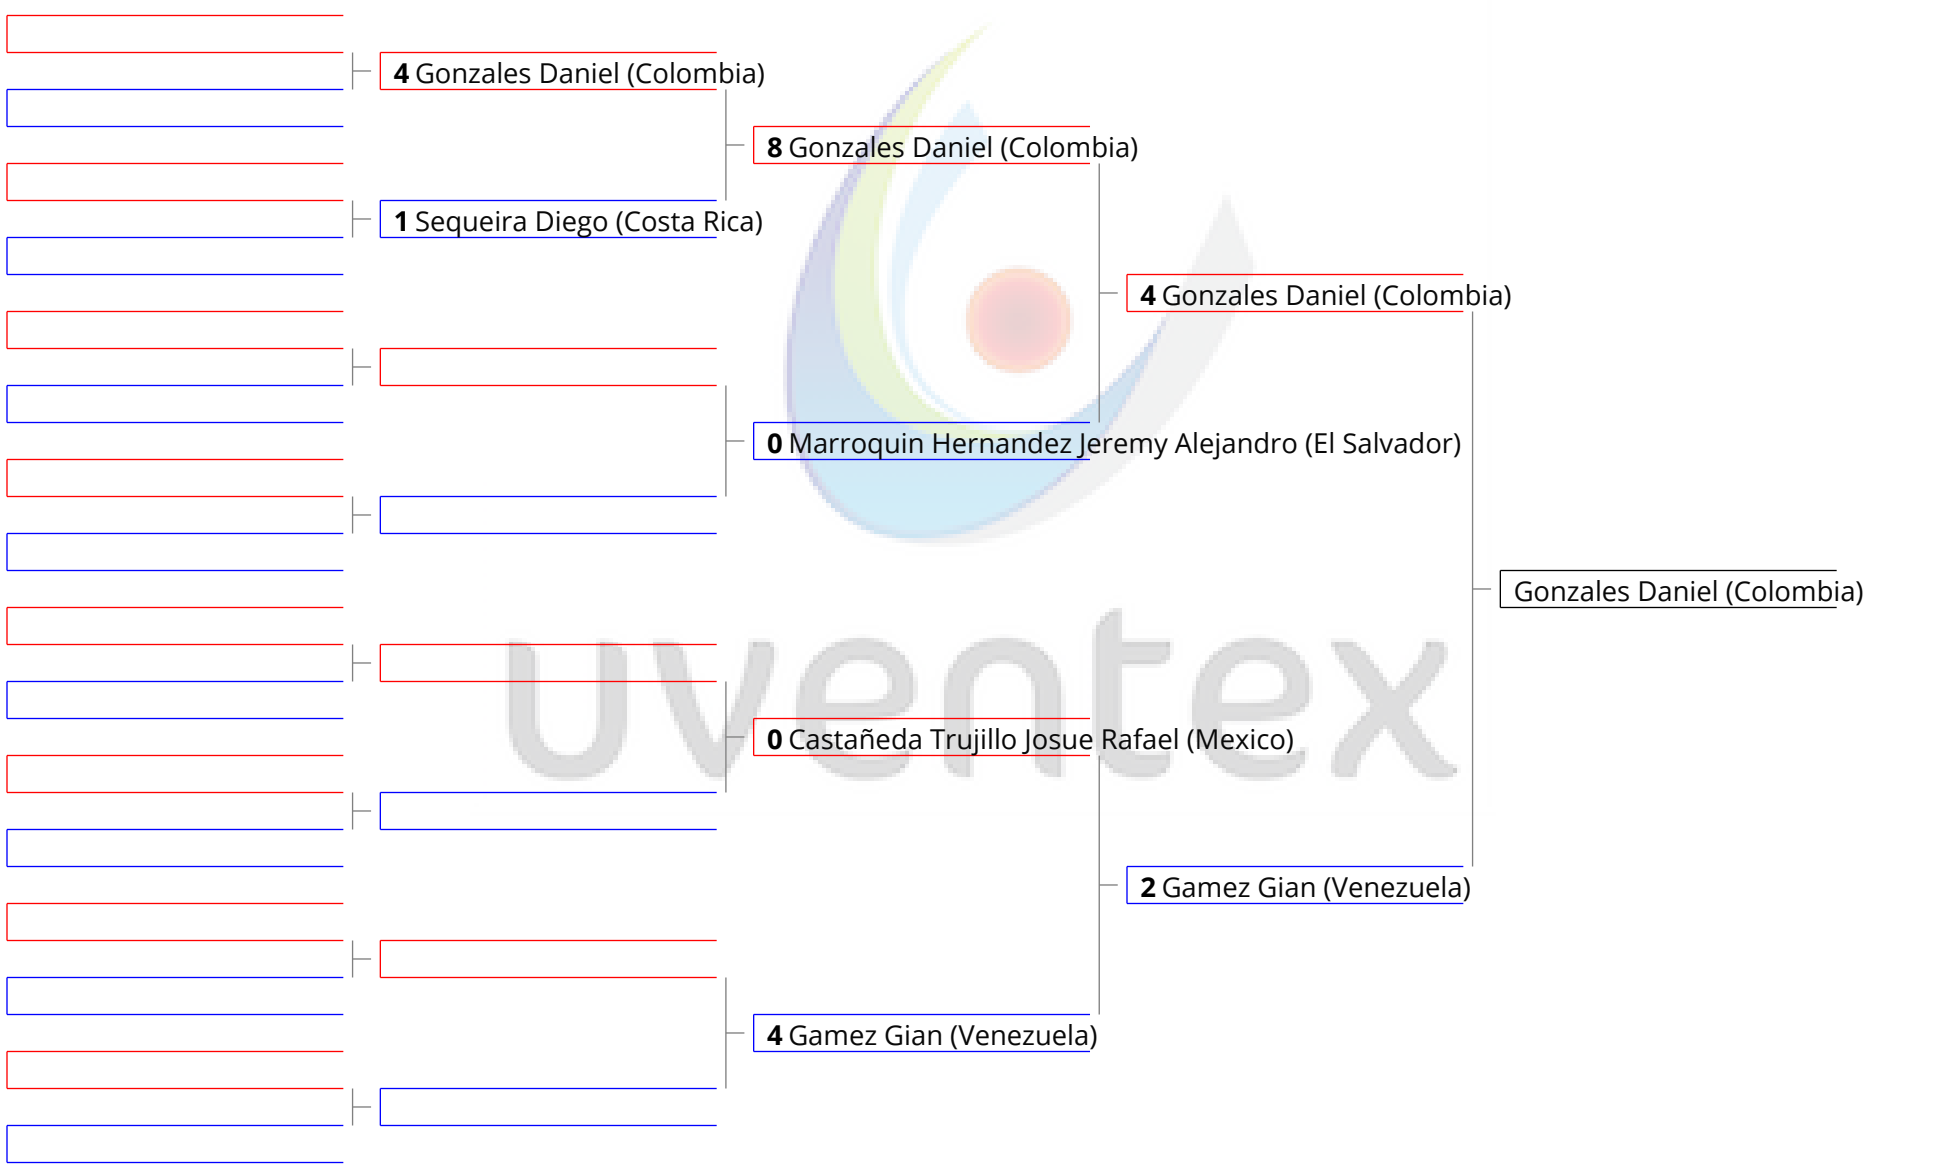 4 Gonzales Daniel (Colombia)
8 Gonzales Daniel (Colombia)
1 Sequeira Diego (Costa Rica)
4 Gonzales Daniel (Colombia)
0 Marroquin Hernandez Jeremy Alejandro (El Salvador)
Gonzales Daniel (Colombia)
uventex
0 Castañeda Trujillo Josue Rafael (Mexico)
2 Gamez Gian (Venezuela)
4 Gamez Gian (Venezuela)